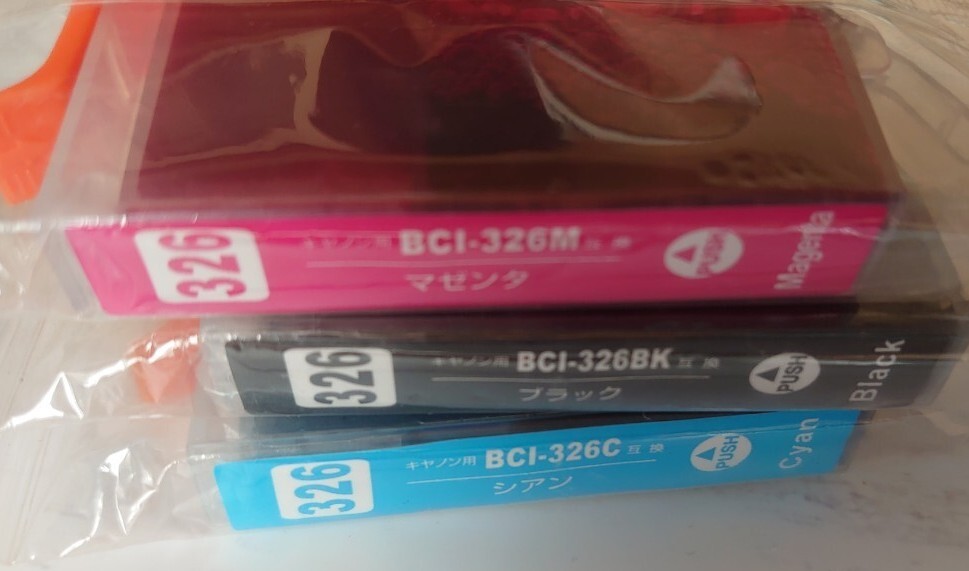 326
キヤノン用 BCI-326M 互換
マゼンタ
PUSH
Magenta
326
キヤノン用 BCI-326BK 互換
ブラック
PUSH
Black
326
キヤノン用 BCI-326C 互換
シアン
PUSH
Cyan